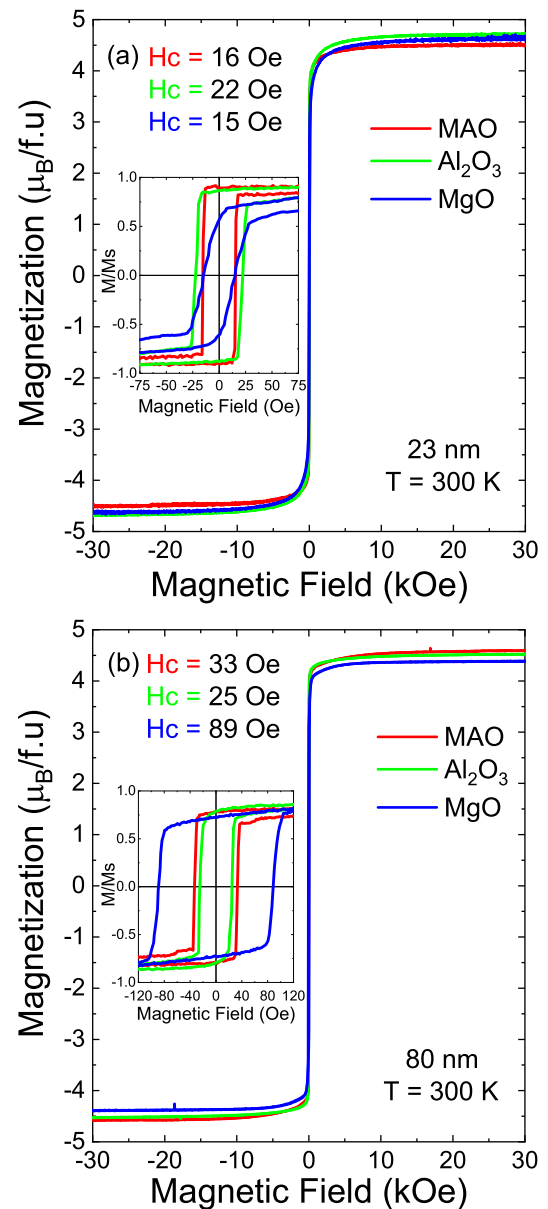 (a)
Hc = 16 Oe
Hc = 22 Oe
Hc = 15 Oe
MAO
Al₂O₃
MgO
5
4
3
2
1
0
-1
-2
-3
-4
-5
Magnetization (μB/f.u)
1.0
0.5
0.0
-0.5
-1.0
M/Ms
-75 -50 -25 0 25 50 75
Magnetic Field (Oe)
23 nm
T = 300 K
-30 -20 -10 0 10 20 30
Magnetic Field (kOe)
(b)
Hc = 33 Oe
Hc = 25 Oe
Hc = 89 Oe
MAO
Al₂O₃
MgO
5
4
3
2
1
0
-1
-2
-3
-4
-5
Magnetization (μB/f.u)
1.0
0.5
0.0
-0.5
-1.0
M/Ms
-120 -80 -40 0 40 80 120
Magnetic Field (Oe)
80 nm
T = 300 K
-30 -20 -10 0 10 20 30
Magnetic Field (kOe)